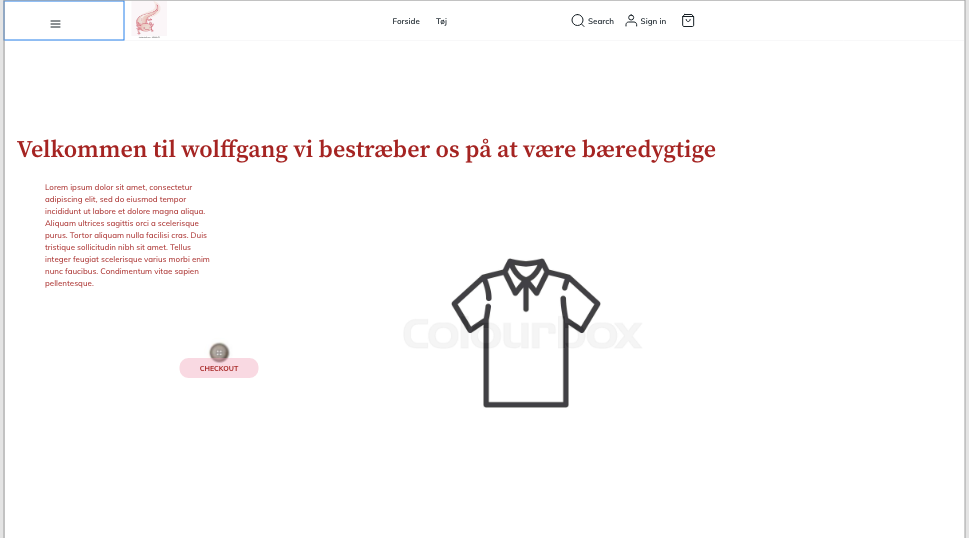 Forside Tøj Search Sign in
Velkommen til wolffgang vi bestræber os på at være bæredygtige
Lorem ipsum dolor sit amet, consectetur
adipiscing elit, sed do eiusmod tempor
incididunt ut labore et dolore magna aliqua.
Aliquam ultrices sagittis orci a scelerisque
purus. Tortor aliquam nulla facilisi cras. Duis
tristique sollicitudin nibh sit amet. Tellus
integer feugiat scelerisque varius morbi enim
nunc faucibus. Condimentum vitae sapien
pellentesque.
Colourbox
CHECKOUT